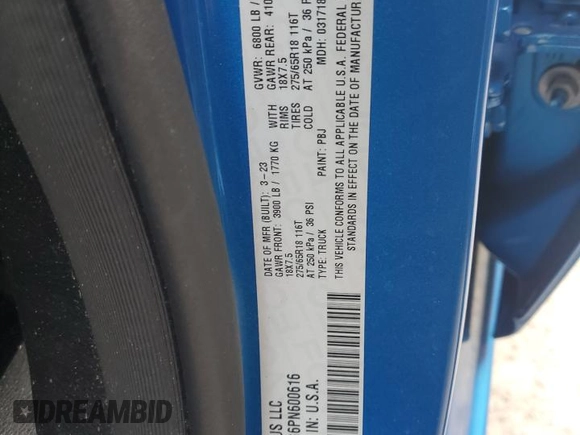 US LLC
6PN600616
IN: U.S.A.
DATE OF MFR (BUILT): 3-23
GVWR: 6800 LB /
GAWR FRONT: 3900 LB / 1770 KG WITH
GAWR REAR: 410
18X7.5 RIMS
18X7.5
275/65R18 116T TIRES
275/65R18 116T
AT 250 kPa / 36 PSI COLD
AT 250 kPa / 36 P
TYPE: TRUCK PAINT: PBJ
MDH: 031718
THIS VEHICLE CONFORMS TO ALL APPLICABLE U.S.A. FEDERAL
STANDARDS IN EFFECT ON THE DATE OF MANUFACTUR
DREAMBID